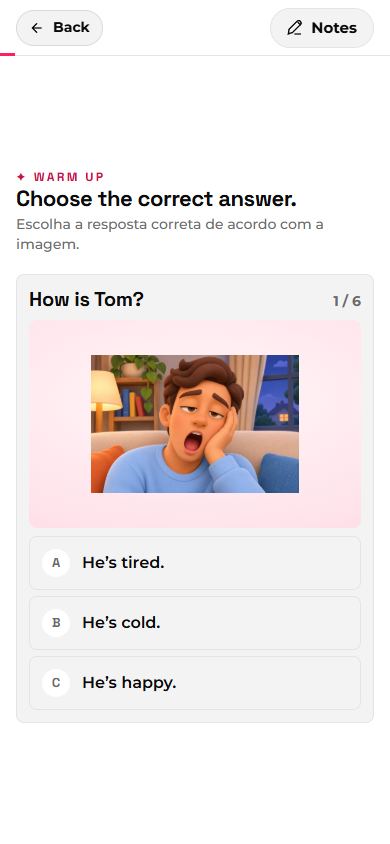 ← Back
Notes
✦ WARM UP
Choose the correct answer.
Escolha a resposta correta de acordo com a
imagem.
How is Tom?
1 / 6
A He’s tired.
B He’s cold.
C He’s happy.